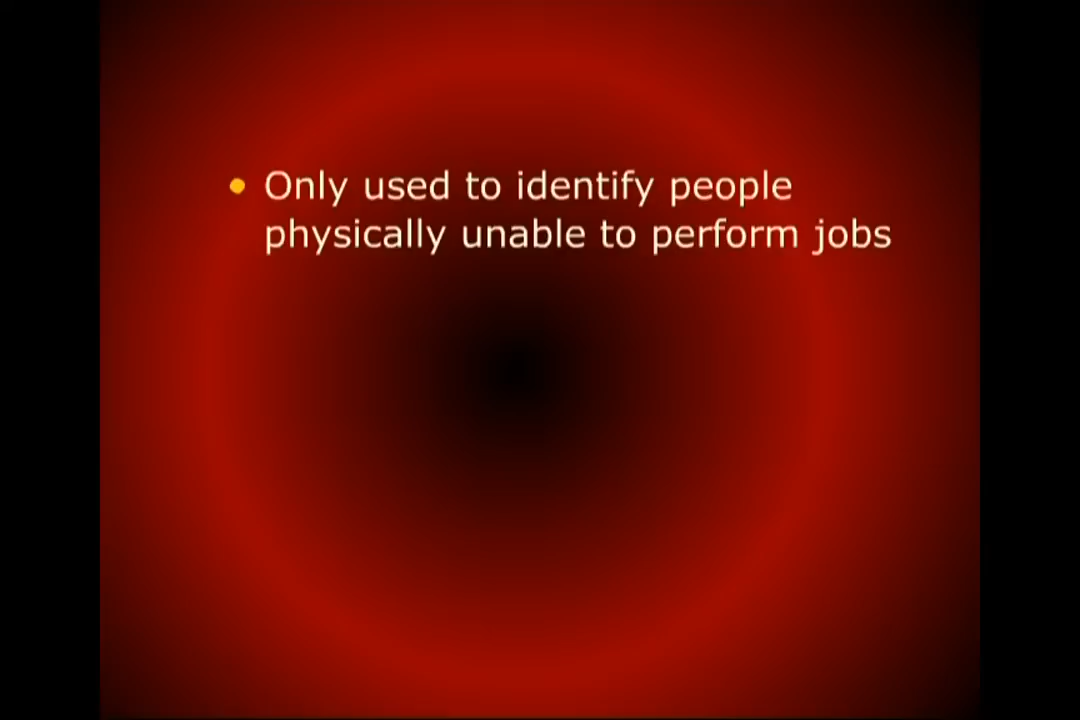 • Only used to identify people
physically unable to perform jobs